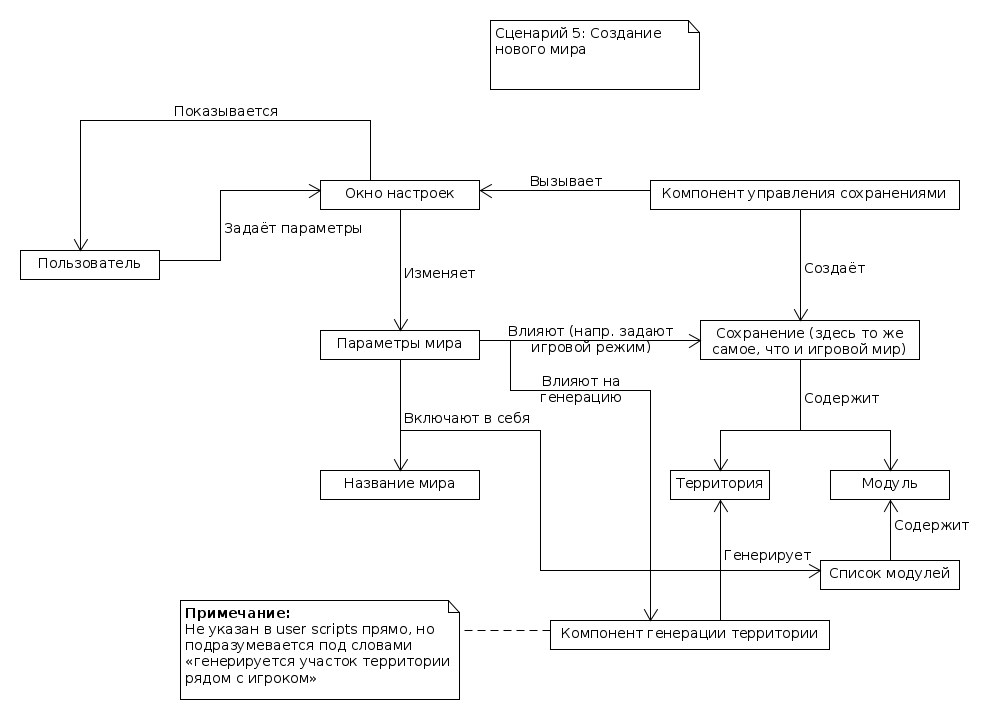 Сценарий 5: Создание
нового мира
Показывается
Окно настроек
Вызывает
Компонент управления сохранениями
Задаёт параметры
Пользователь
Изменяет
Создаёт
Параметры мира
Влияют (напр. задают
игровой режим)
Сохранение (здесь то же
самое, что и игровой мир)
Влияют на
генерацию
Содержит
Включают в себя
Название мира
Территория
Модуль
Содержит
Генерирует
Список модулей
Примечание:
Не указан в user scripts прямо, но
подразумевается под словами
«генерируется участок территории
рядом с игроком»
Компонент генерации территории